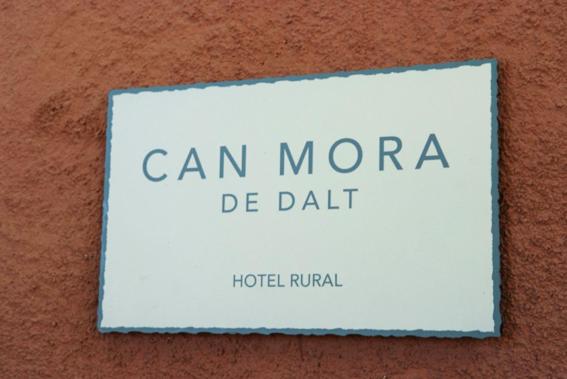 CAN MORA
DE DALT
HOTEL RURAL